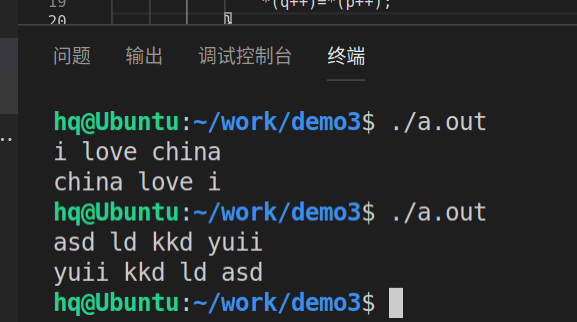 19 *(q++)=*(p++);
20 }
问题 输出 调试控制台 终端
hq@Ubuntu:~/work/demo3$ ./a.out
i love china
china love i
hq@Ubuntu:~/work/demo3$ ./a.out
asd ld kkd yuii
yuii kkd ld asd
hq@Ubuntu:~/work/demo3$